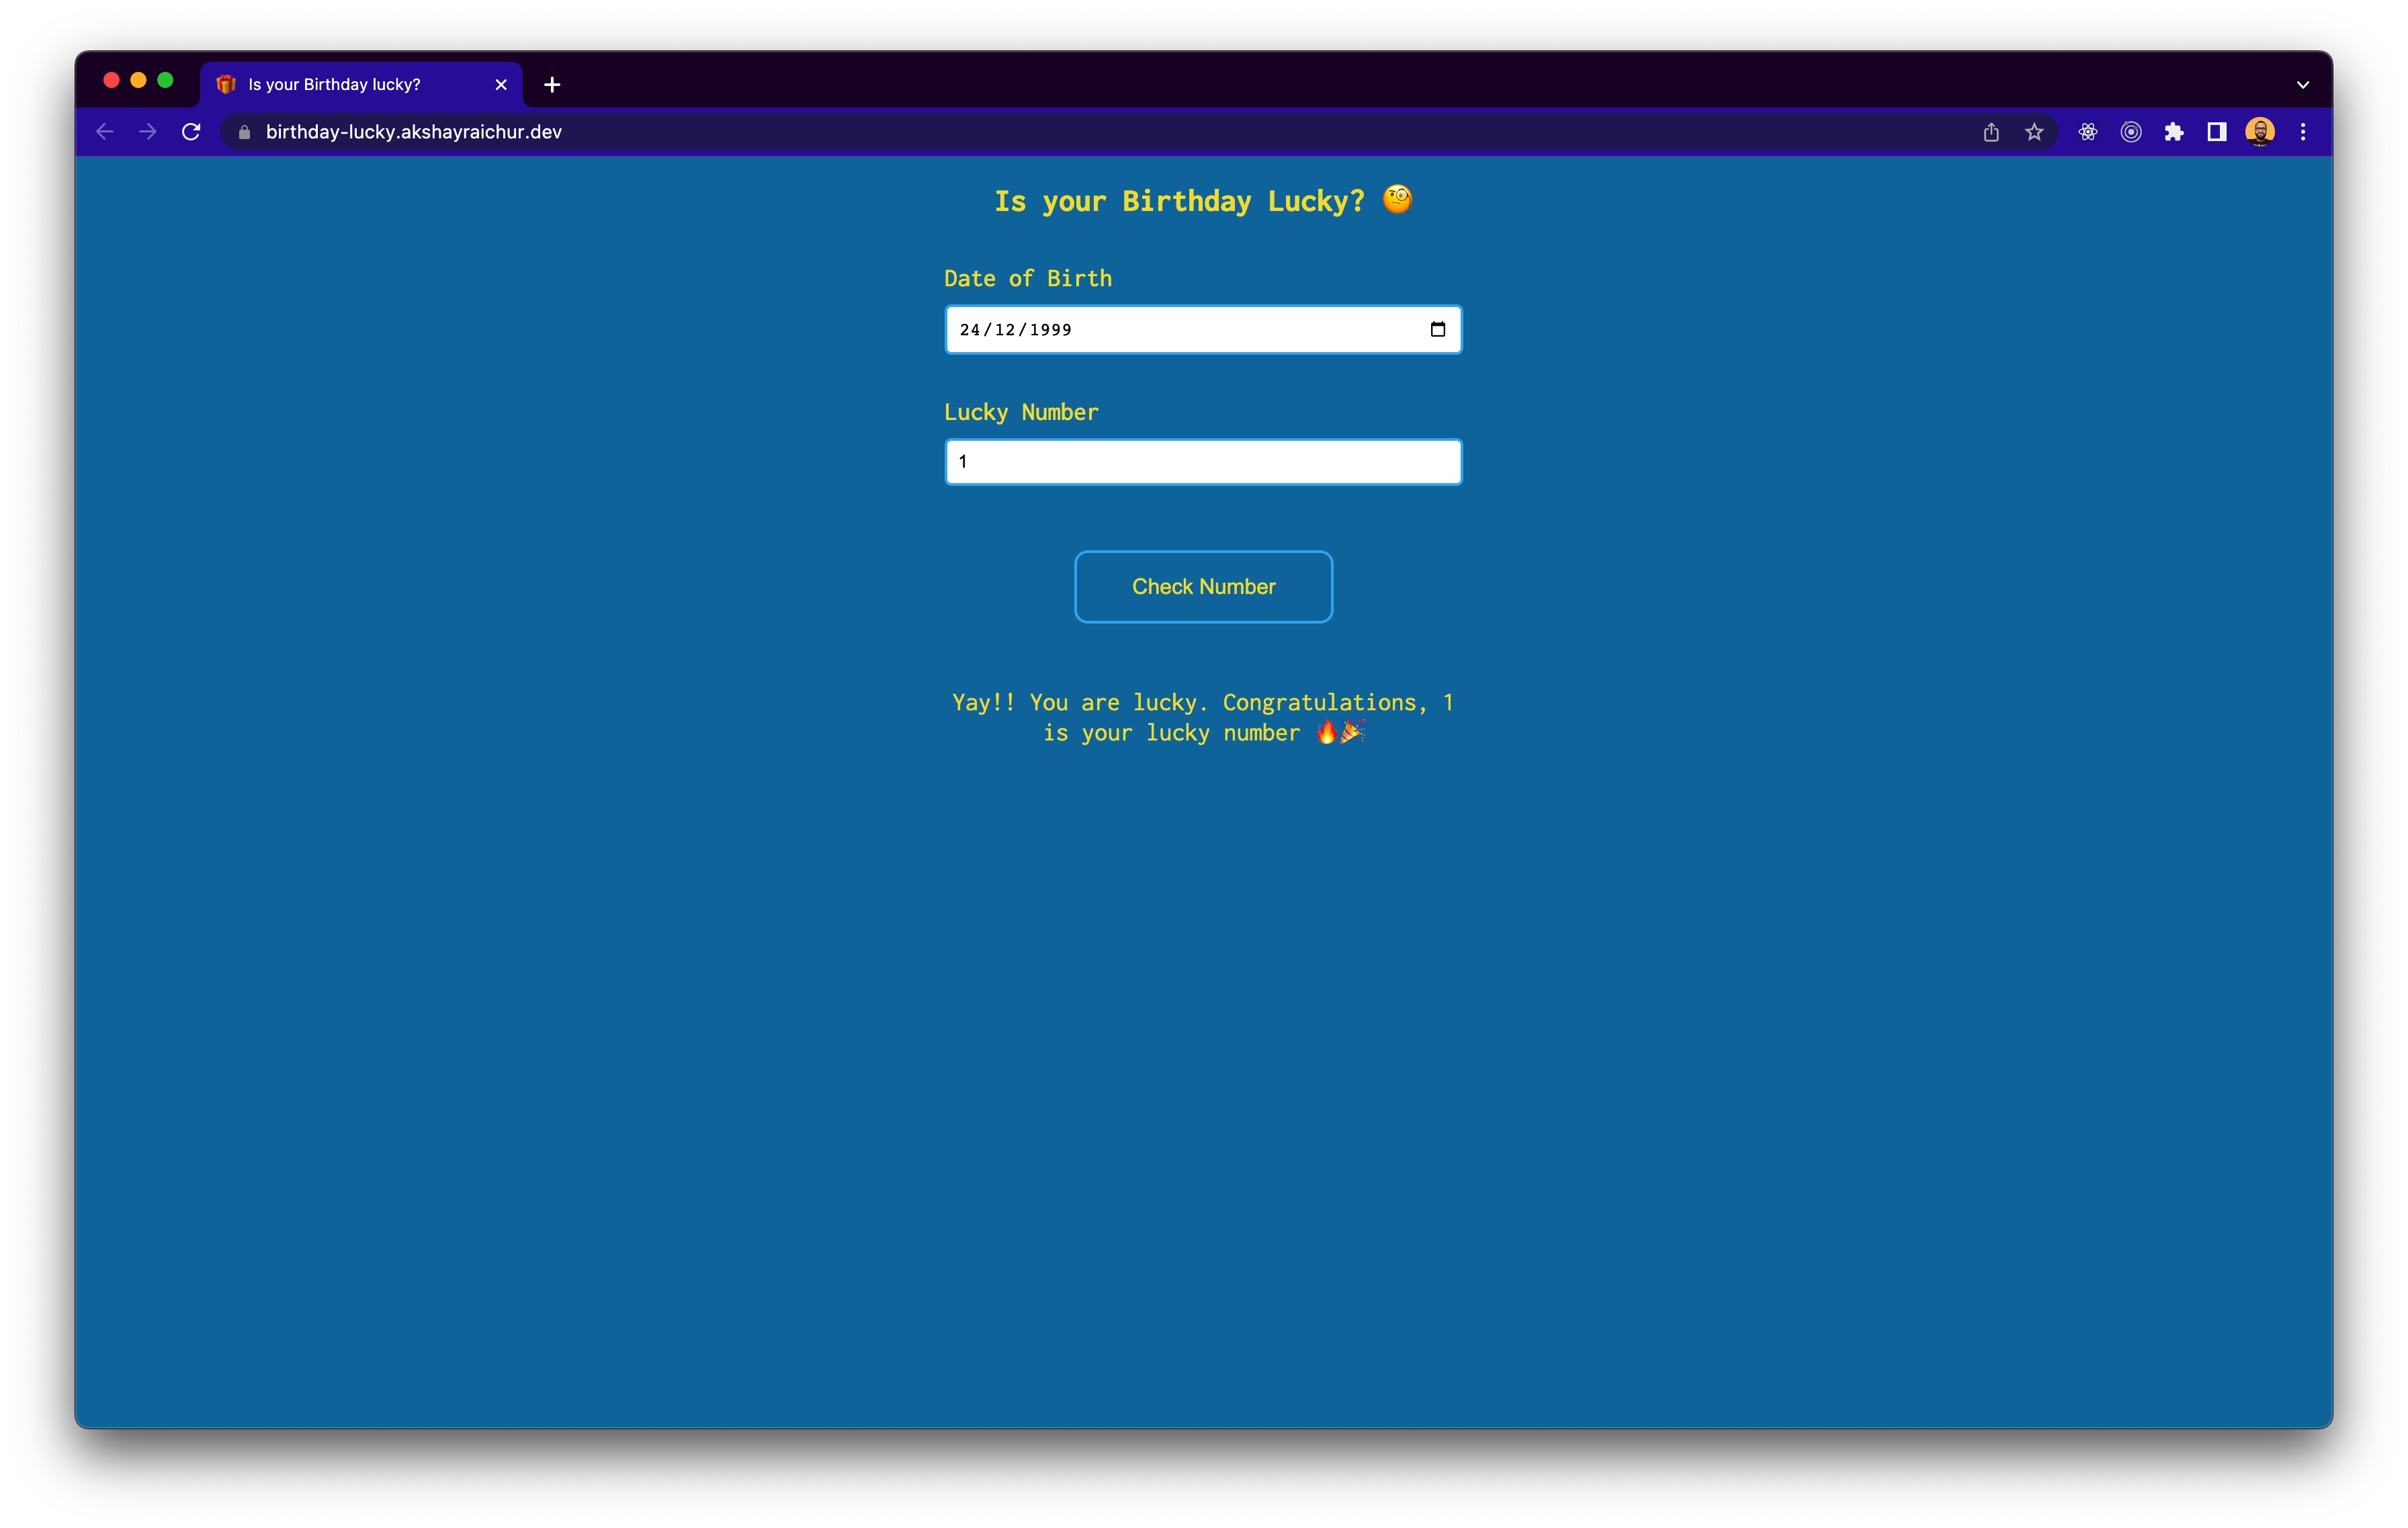 Is your Birthday lucky?
birthday-lucky.akshayraichur.dev
Is your Birthday Lucky? 🧐
Date of Birth
24/12/1999
Lucky Number
1
Check Number
Yay!! You are lucky. Congratulations, 1
is your lucky number 🔥🎉